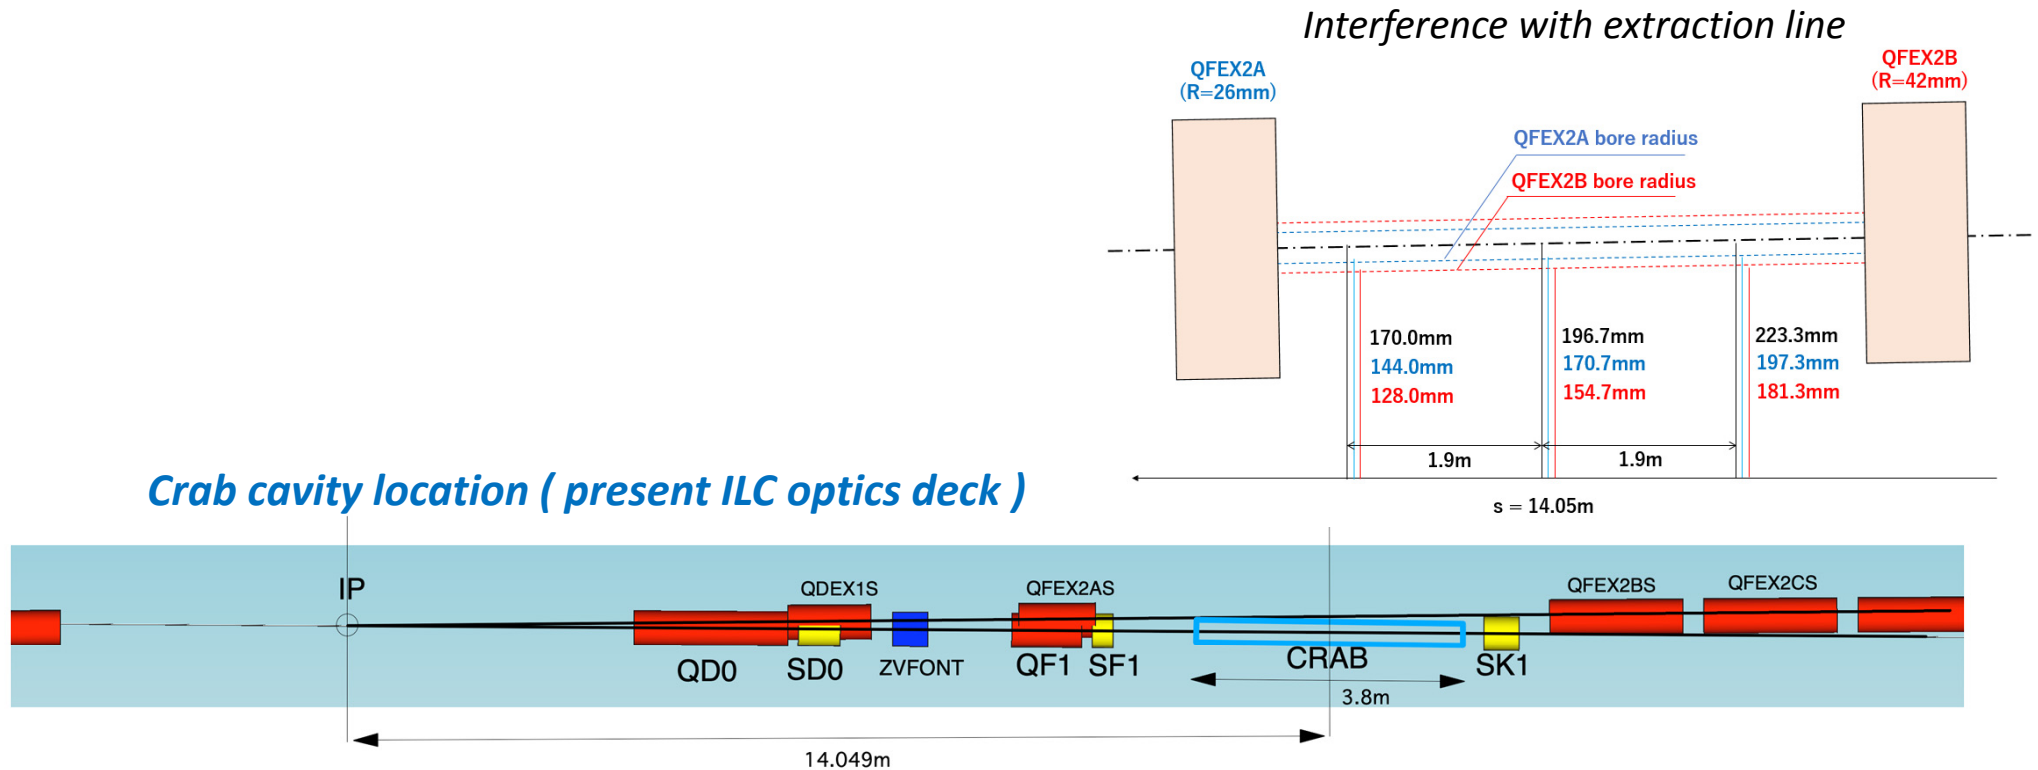 Interference with extraction line
QFEX2A
(R=26mm)
QFEX2B
(R=42mm)
QFEX2A bore radius
QFEX2B bore radius
170.0mm
144.0mm
128.0mm
196.7mm
170.7mm
154.7mm
223.3mm
197.3mm
181.3mm
1.9m
1.9m
s = 14.05m
Crab cavity location ( present ILC optics deck )
IP
QDEX1S
QFEX2AS
QFEX2BS
QFEX2CS
QD0
SD0
ZVFONT
QF1
SF1
CRAB
SK1
3.8m
14.049m